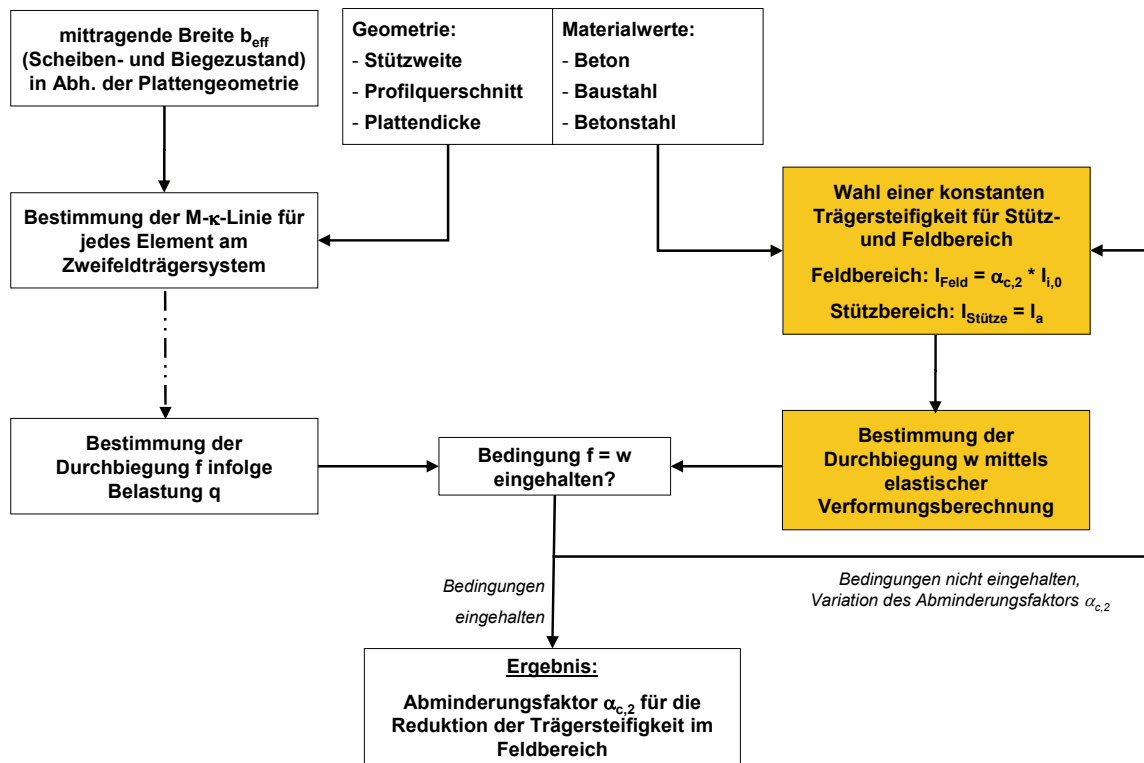 mittragende Breite b_eff
(Scheiben- und Biegezustand)
in Abh. der Plattengeometrie
Geometrie:
- Stützweite
- Profilquerschnitt
- Plattendicke
Materialwerte:
- Beton
- Baustahl
- Betonstahl
Bestimmung der M-κ-Linie für
jedes Element am
Zweifeldträgersystem
Wahl einer konstanten
Trägersteifigkeit für Stütz-
und Feldbereich
Feldbereich: I_Feld = α_c,2 * I_i,0
Stützbereich: I_Stütze = I_a
Bestimmung der
Durchbiegung f infolge
Belastung q
Bedingung f = w
eingehalten?
Bestimmung der
Durchbiegung w mittels
elastischer
Verformungsberechnung
Bedingungen
eingehalten
Bedingungen nicht eingehalten,
Variation des Abminderungsfaktors α_c,2
Ergebnis:
Abminderungsfaktor α_c,2 für die
Reduktion der Trägersteifigkeit im
Feldbereich